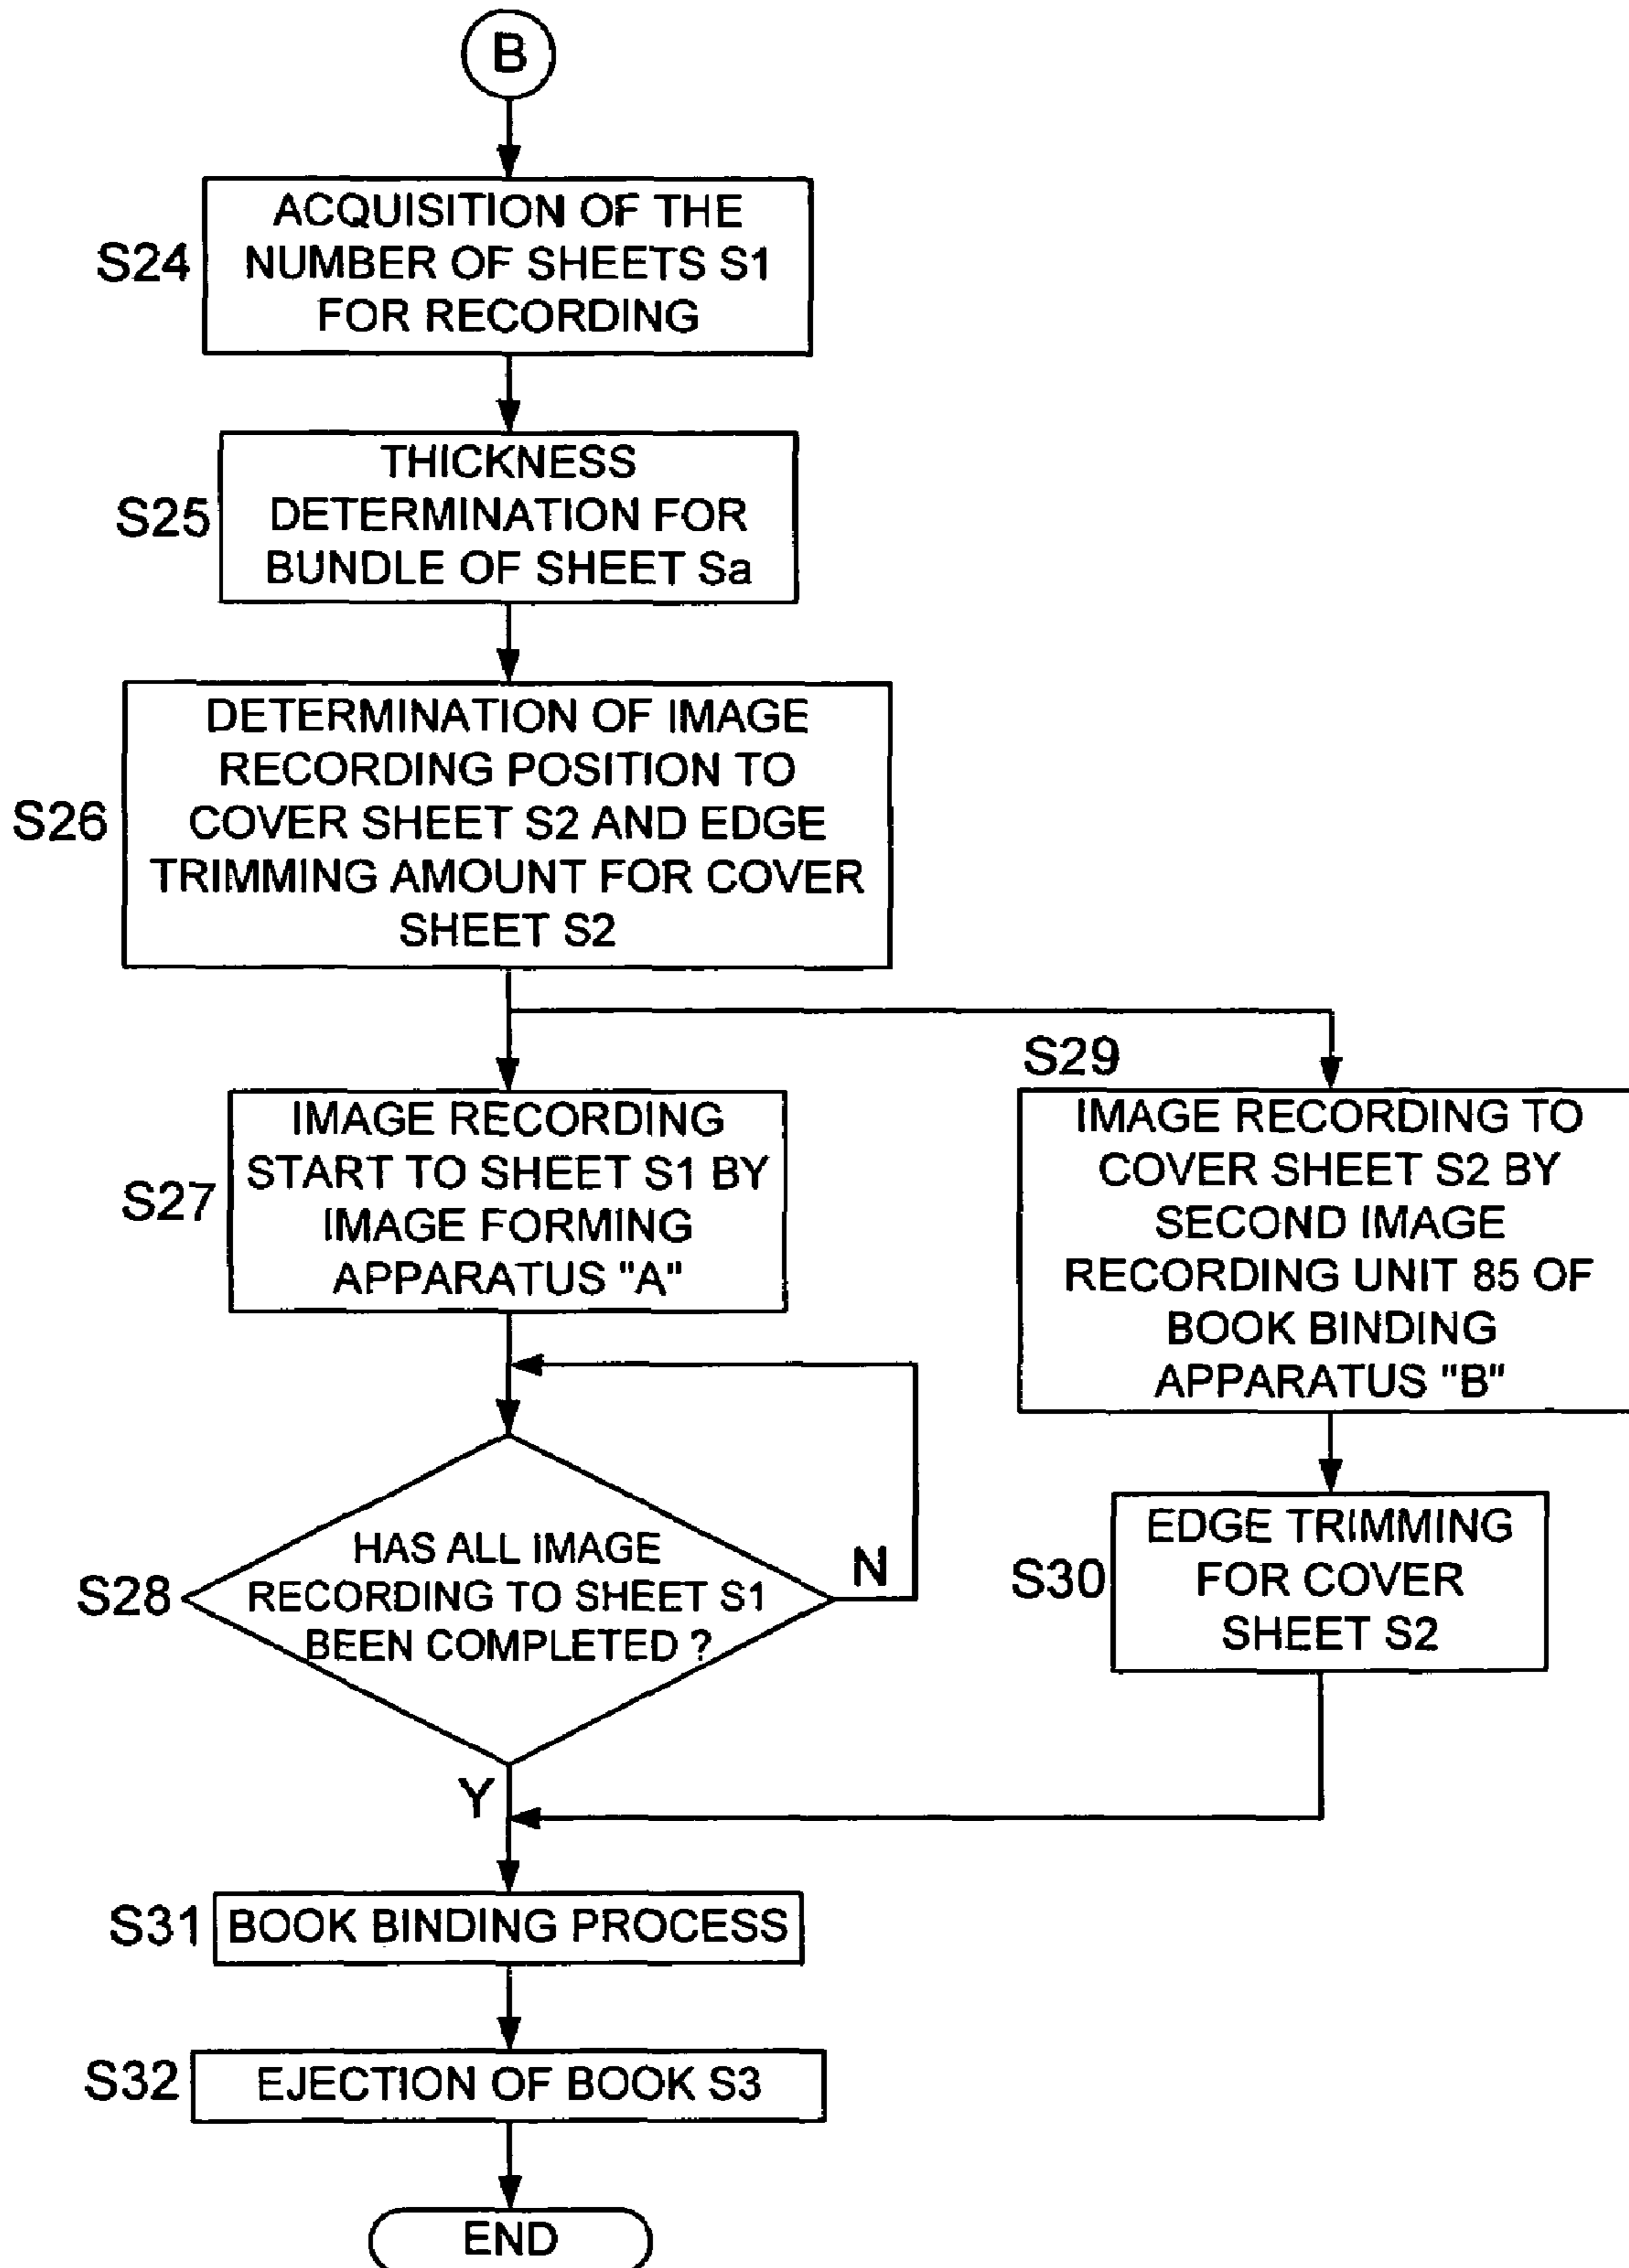 B
S24
ACQUISITION OF THE
NUMBER OF SHEETS S1
FOR RECORDING
S25
THICKNESS
DETERMINATION FOR
BUNDLE OF SHEET Sa
S26
DETERMINATION OF IMAGE
RECORDING POSITION TO
COVER SHEET S2 AND EDGE
TRIMMING AMOUNT FOR COVER
SHEET S2
S27
IMAGE RECORDING
START TO SHEET S1 BY
IMAGE FORMING
APPARATUS "A"
S28
HAS ALL IMAGE
RECORDING TO SHEET S1
BEEN COMPLETED ?
N
Y
S29
IMAGE RECORDING TO
COVER SHEET S2 BY
SECOND IMAGE
RECORDING UNIT 85 OF
BOOK BINDING
APPARATUS "B"
S30
EDGE TRIMMING
FOR COVER
SHEET S2
S31
BOOK BINDING PROCESS
S32
EJECTION OF BOOK S3
END